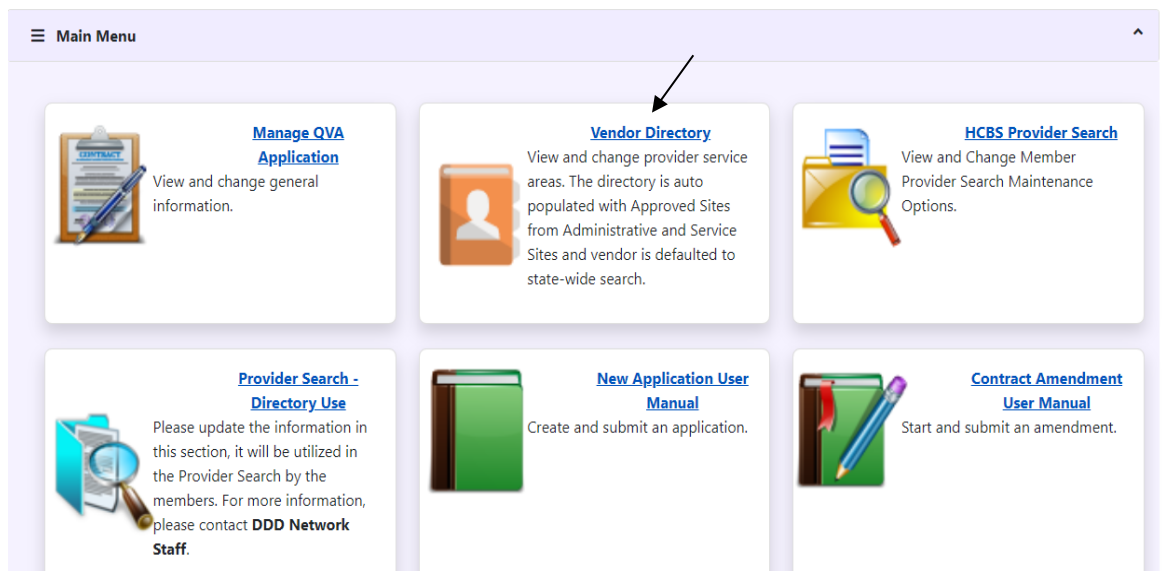 ☰ Main Menu
Manage QVA
Application
View and change general
information.
CONTRACT
Vendor Directory
View and change provider service
areas. The directory is auto
populated with Approved Sites
from Administrative and Service
Sites and vendor is defaulted to
state-wide search.
HCBS Provider Search
View and Change Member
Provider Search Maintenance
Options.
Provider Search -
Directory Use
Please update the information in
this section, it will be utilized in
the Provider Search by the
members. For more information,
please contact DDD Network
Staff.
New Application User
Manual
Create and submit an application.
Contract Amendment
User Manual
Start and submit an amendment.